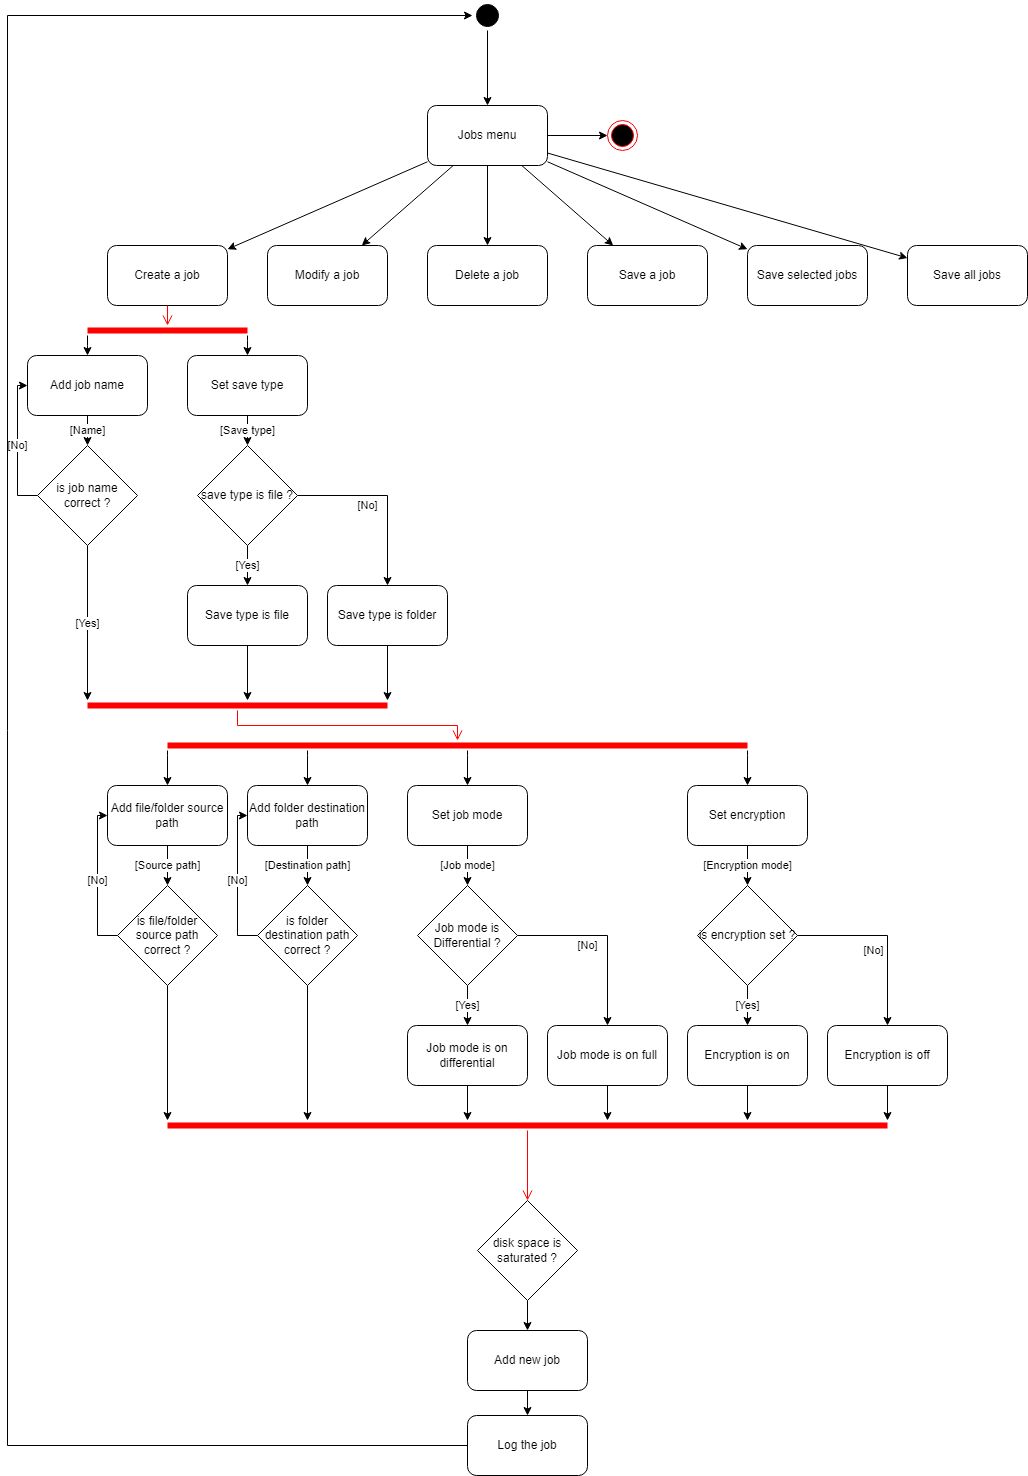 Jobs menu
Create a job
Modify a job
Delete a job
Save a job
Save selected jobs
Save all jobs
Add job name
Set save type
[Name]
[Save type]
[No]
is job name
correct ?
save type is file ?
[No]
[Yes]
Save type is file
Save type is folder
[Yes]
Add file/folder source
path
Add folder destination
path
Set job mode
Set encryption
[Source path]
[Destination path]
[Job mode]
[Encryption mode]
[No]
[No]
is file/folder
source path
correct ?
is folder
destination path
correct ?
Job mode is
Differential ?
[No]
is encryption set ?
[No]
[Yes]
[Yes]
Job mode is on
differential
Job mode is on full
Encryption is on
Encryption is off
disk space is
saturated ?
Add new job
Log the job